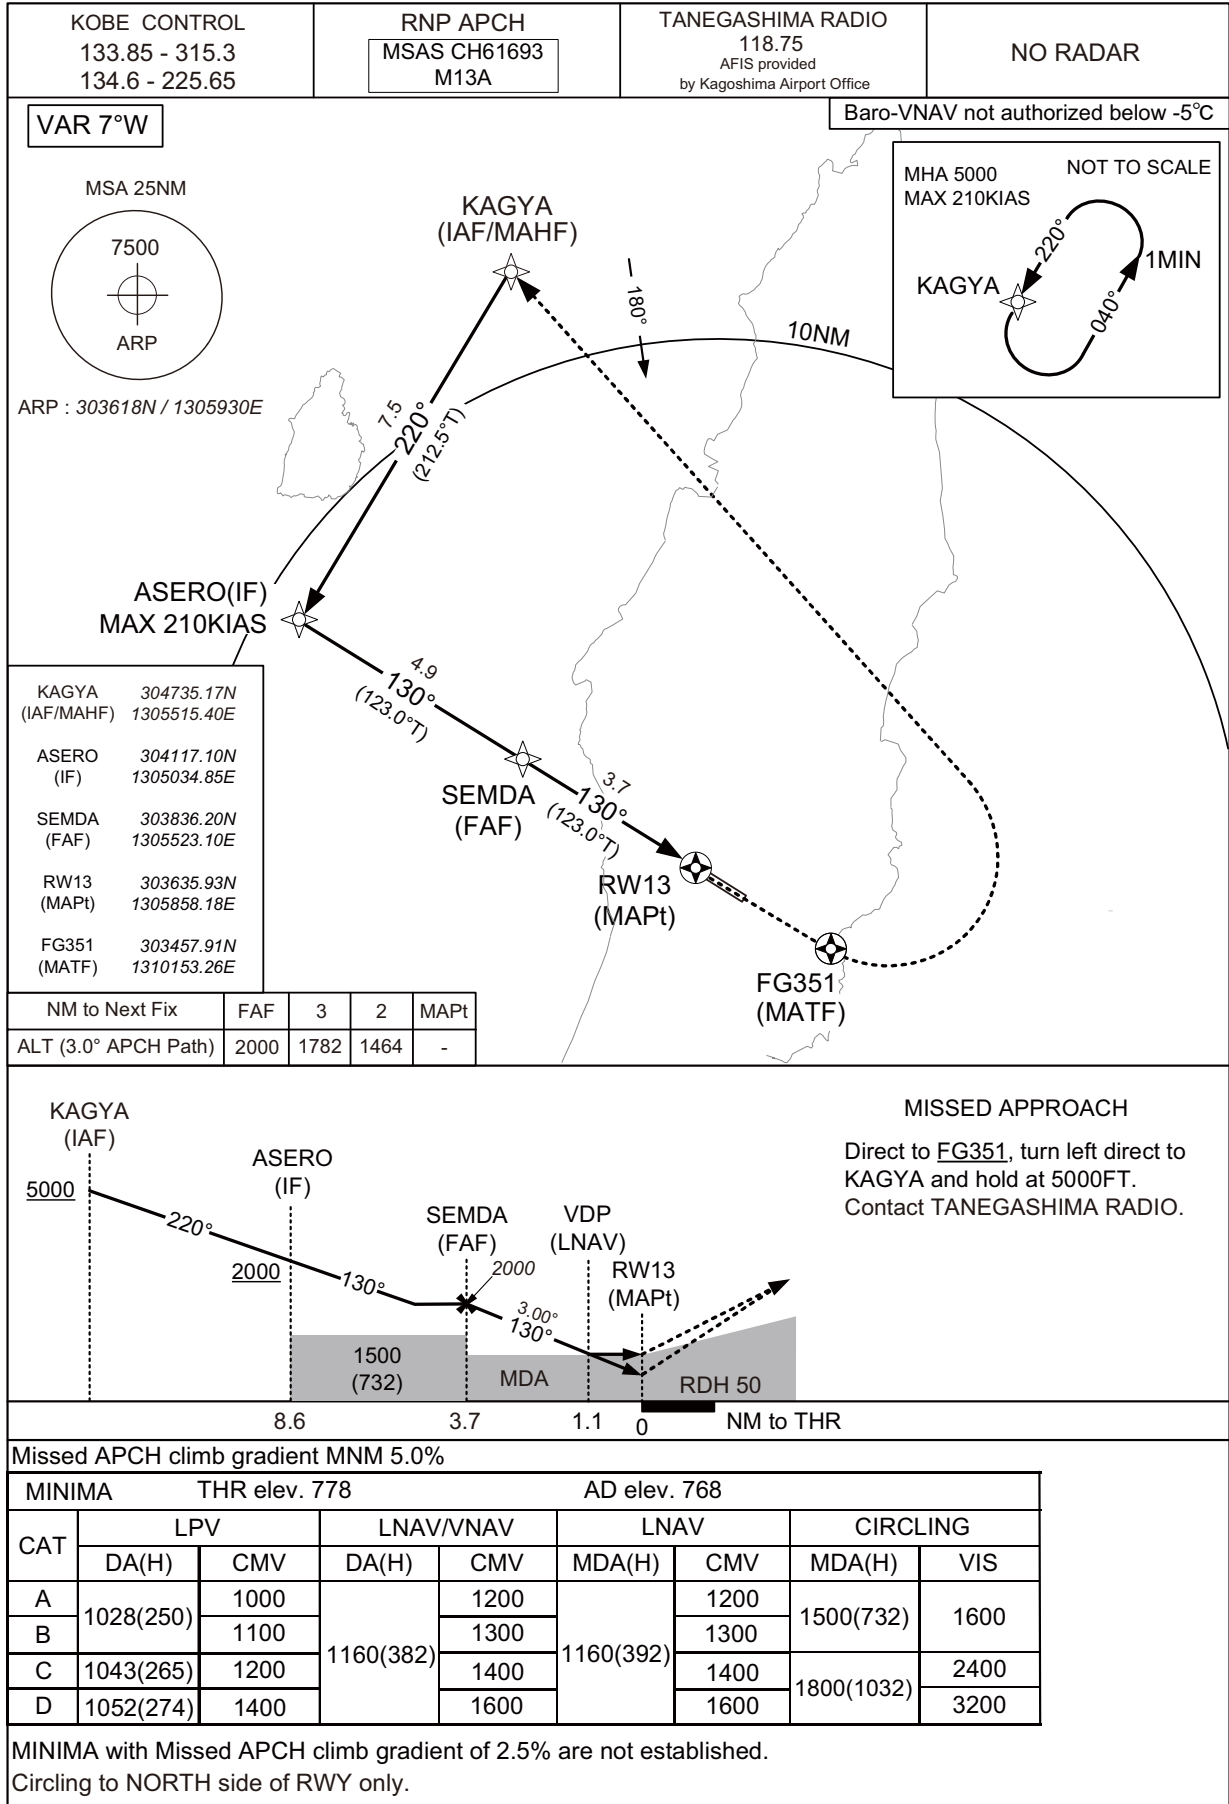 KOBE CONTROL
133.85 - 315.3
134.6 - 225.65
RNP APCH
MSAS CH61693
M13A
TANEGASHIMA RADIO
118.75
AFIS provided
by Kagoshima Airport Office
NO RADAR
VAR 7°W
Baro-VNAV not authorized below -5℃
MSA 25NM
7500
ARP
ARP : 303618N / 1305930E
KAGYA
(IAF/MAHF)
180°
10NM
MHA 5000
MAX 210KIAS
NOT TO SCALE
220°
1MIN
KAGYA
040°
7.5
220°
(212.5°T)
ASERO(IF)
MAX 210KIAS
4.9
130°
(123.0°T)
SEMDA
(FAF)
3.7
130°
(123.0°T)
RW13
(MAPt)
FG351
(MATF)
KAGYA 304735.17N
(IAF/MAHF) 1305515.40E
ASERO 304117.10N
(IF) 1305034.85E
SEMDA 303836.20N
(FAF) 1305523.10E
RW13 303635.93N
(MAPt) 1305858.18E
FG351 303457.91N
(MATF) 1310153.26E
NM to Next Fix FAF 3 2 MAPt
ALT (3.0° APCH Path) 2000 1782 1464 -
KAGYA
(IAF)
5000
220°
ASERO
(IF)
2000
130°
SEMDA
(FAF)
2000
3.00°
130°
VDP
(LNAV)
RW13
(MAPt)
1500
(732)
MDA
RDH 50
8.6 3.7 1.1 0 NM to THR
MISSED APPROACH
Direct to FG351, turn left direct to
KAGYA and hold at 5000FT.
Contact TANEGASHIMA RADIO.
Missed APCH climb gradient MNM 5.0%
MINIMA THR elev. 778 AD elev. 768
CAT LPV LNAV/VNAV LNAV CIRCLING
DA(H) CMV DA(H) CMV MDA(H) CMV MDA(H) VIS
A 1028(250) 1000 1160(382) 1200 1160(392) 1200 1500(732) 1600
B 1100 1300 1300
C 1043(265) 1200 1400 1400 1800(1032) 2400
D 1052(274) 1400 1600 1600 3200
MINIMA with Missed APCH climb gradient of 2.5% are not established.
Circling to NORTH side of RWY only.